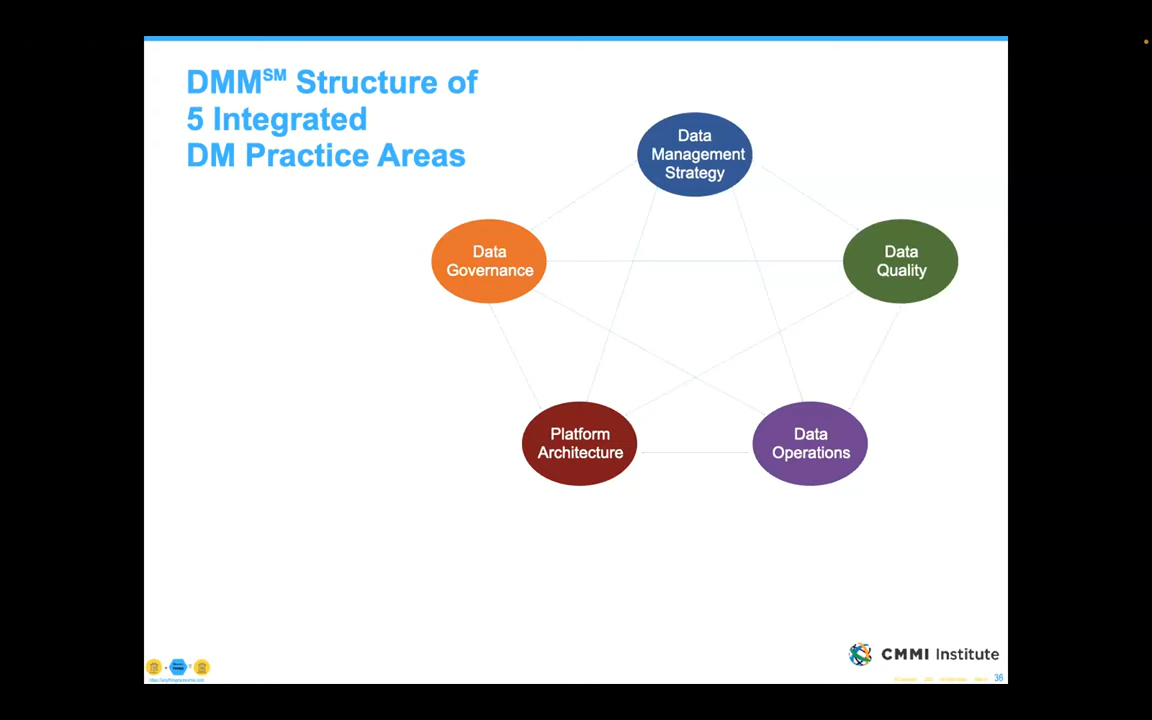 DMM℠ Structure of
5 Integrated
DM Practice Areas
Data
Management
Strategy
Data
Governance
Data
Quality
Platform
Architecture
Data
Operations
CMMI Institute
36